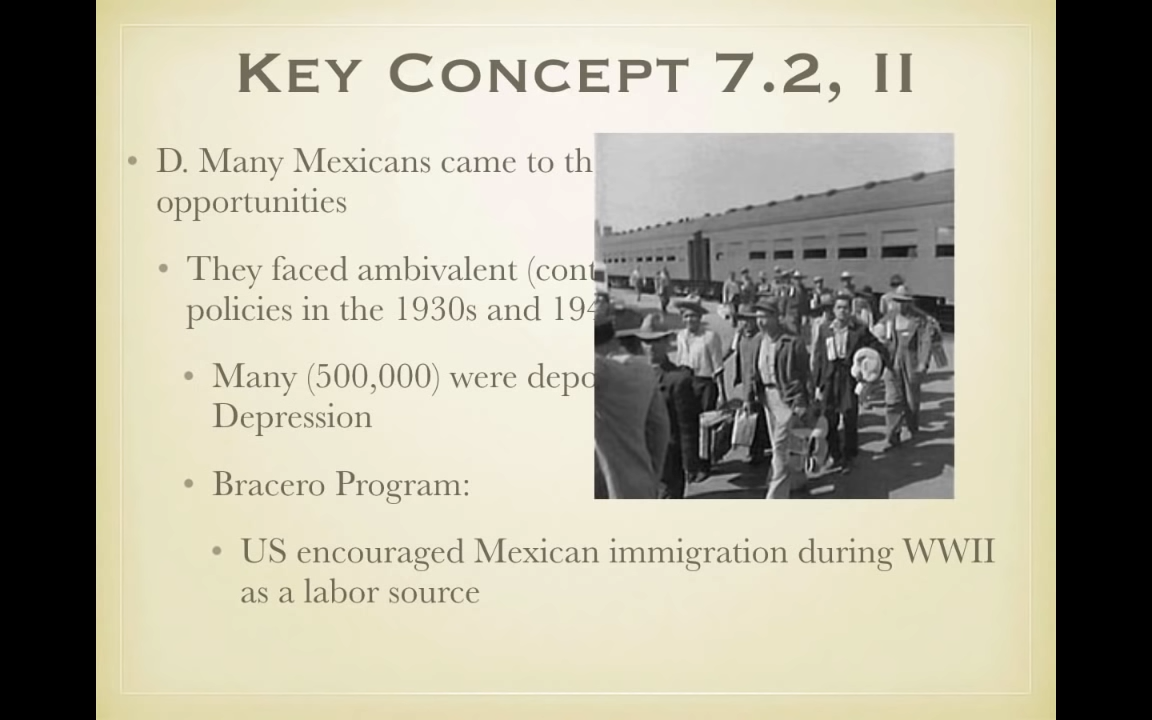 Key Concept 7.2, II
• D. Many Mexicans came to th
opportunities
• They faced ambivalent (cont
policies in the 1930s and 194
• Many (500,000) were depo
Depression
• Bracero Program:
• US encouraged Mexican immigration during WWII
as a labor source